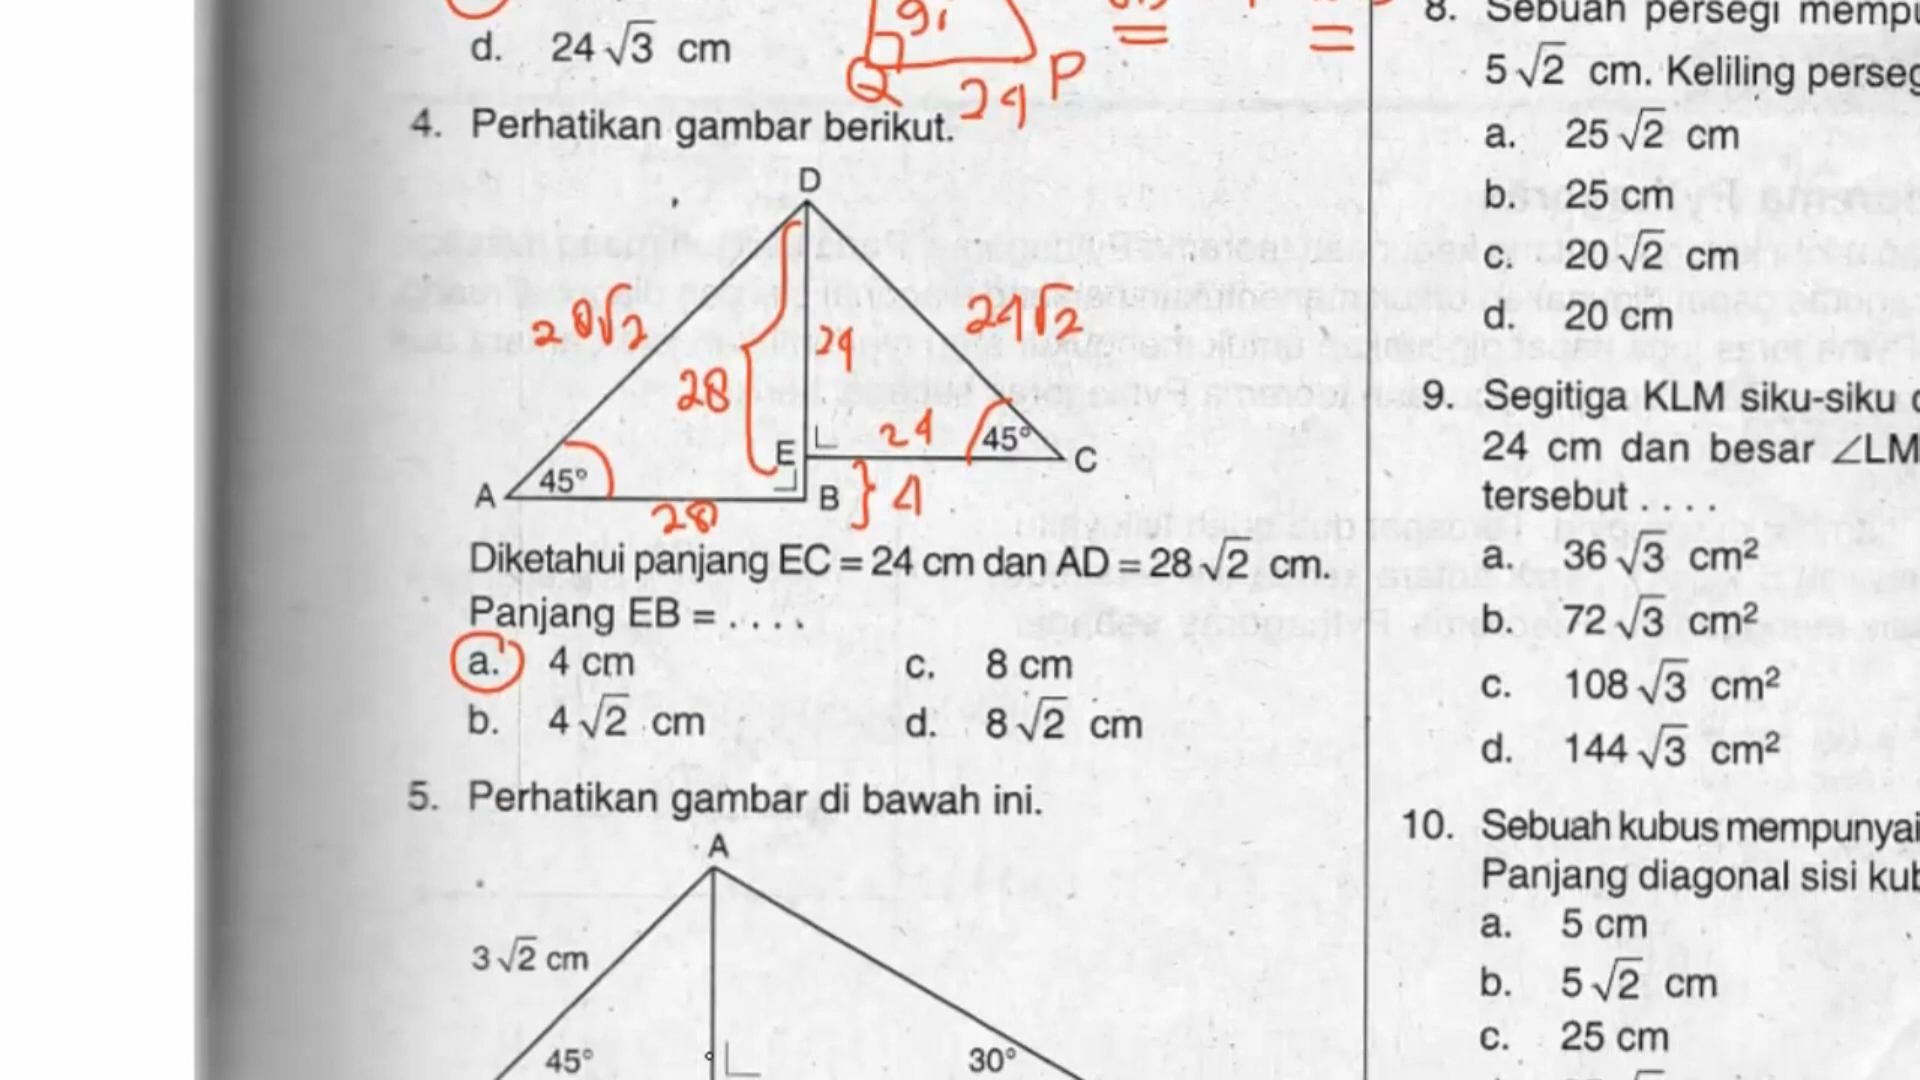 d. 24√3 cm
Q 24 P
4. Perhatikan gambar berikut.
D
28√2
24√2
24
28
24
45°
E
C
A
45°
B
4
28
Diketahui panjang EC = 24 cm dan AD = 28√2 cm.
Panjang EB = . . . .
a. 4 cm
c. 8 cm
b. 4√2 cm
d. 8√2 cm
5. Perhatikan gambar di bawah ini.
A
3√2 cm
45°
30°
8. Sebuah persegi
5√2 cm. Keliling
a. 25√2 cm
b. 25 cm
c. 20√2 cm
d. 20 cm
9. Segitiga KLM siku-siku
24 cm dan besar ∠LM
tersebut . . . .
a. 36√3 cm²
b. 72√3 cm²
c. 108√3 cm²
d. 144√3 cm²
10. Sebuah kubus mempunyai
Panjang diagonal sisi
a. 5 cm
b. 5√2 cm
c. 25 cm